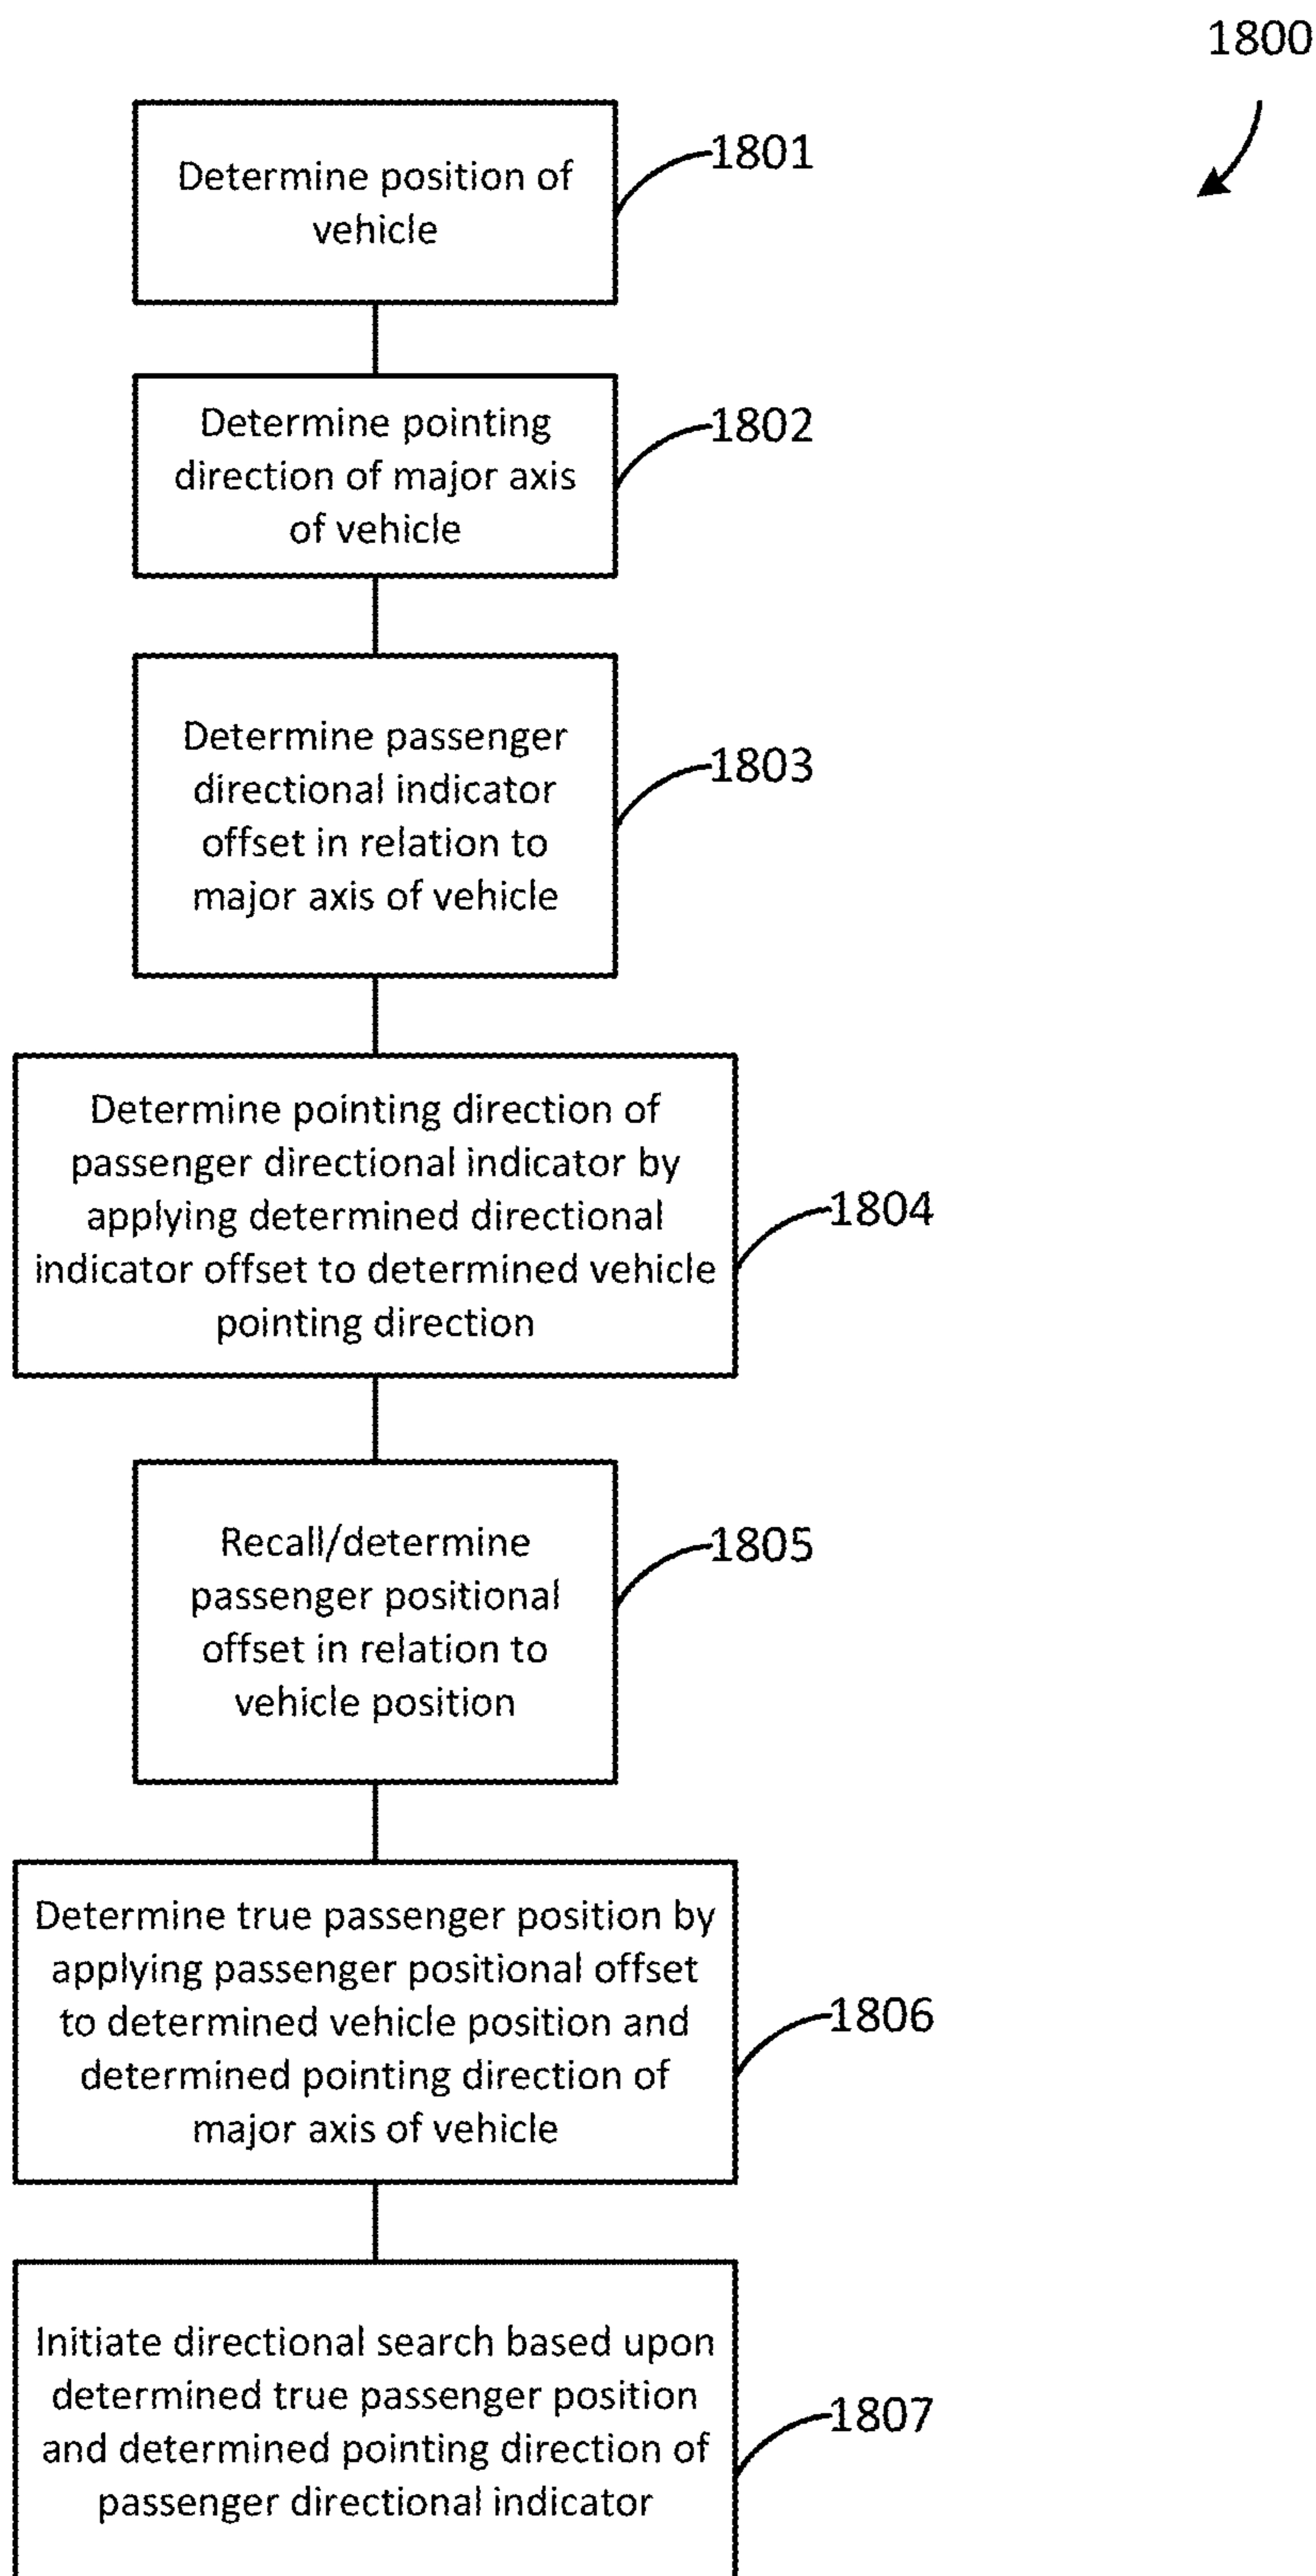 1800
Determine position of
vehicle
1801
Determine pointing
direction of major axis
of vehicle
1802
Determine passenger
directional indicator
offset in relation to
major axis of vehicle
1803
Determine pointing direction of
passenger directional indicator by
applying determined directional
indicator offset to determined vehicle
pointing direction
1804
Recall/determine
passenger positional
offset in relation to
vehicle position
1805
Determine true passenger position by
applying passenger positional offset
to determined vehicle position and
determined pointing direction of
major axis of vehicle
1806
Initiate directional search based upon
determined true passenger position
and determined pointing direction of
passenger directional indicator
1807